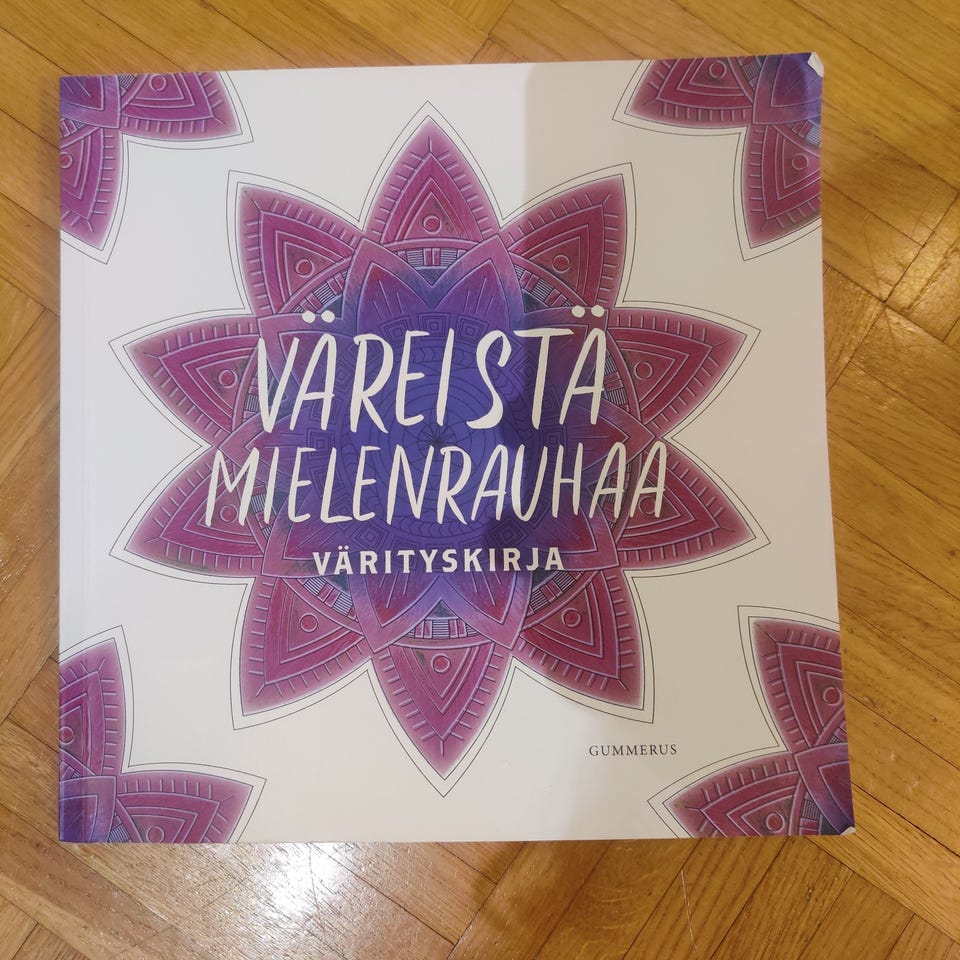 VÄREISTÄ
MIELENRAUHAA
VÄRITYSKIRJA
GUMMERUS